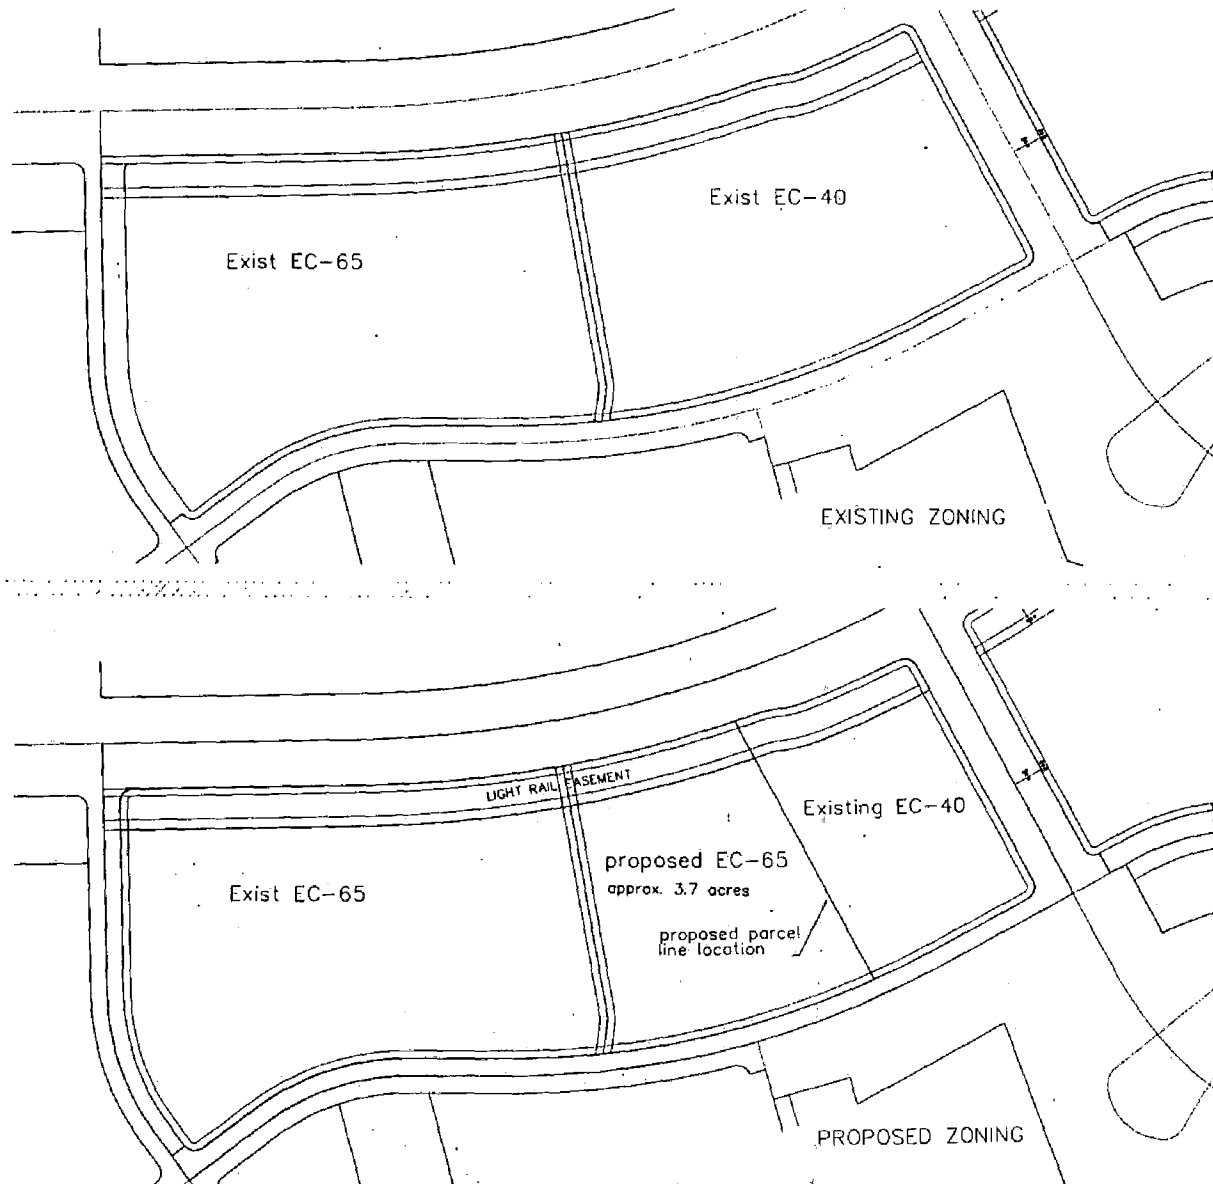 Exist EC-40
Exist EC-65
EXISTING ZONING
LIGHT RAIL EASEMENT
Existing EC-40
proposed EC-65
approx. 3.7 acres
Exist EC-65
proposed parcel
line location
PROPOSED ZONING